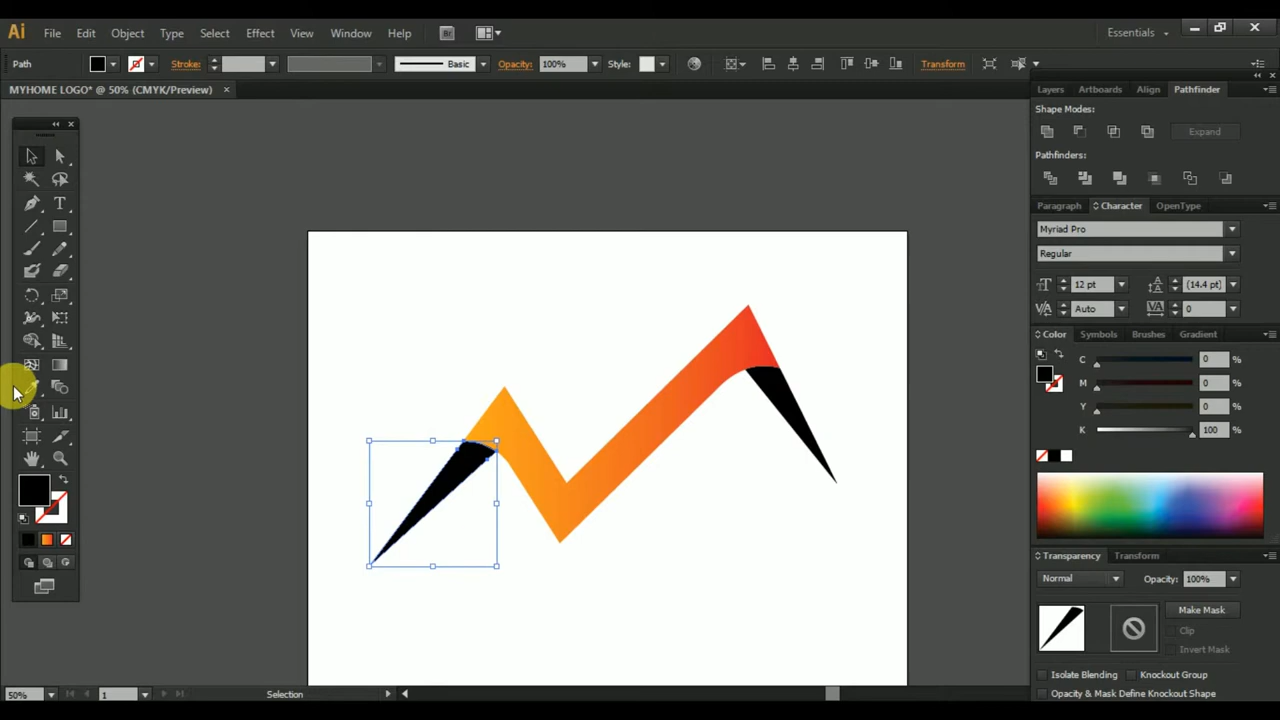 Ai File Edit Object Type Select Effect View Window Help Br Essentials
Path Stroke: Basic Opacity: 100% Style: Transform
MYHOME LOGO* @ 50% (CMYK/Preview) ×
Layers Artboards Align Pathfinder
Shape Modes:
Expand
Pathfinders:
Paragraph Character OpenType
Myriad Pro
Regular
12 pt (14.4 pt)
Auto 0
Color Symbols Brushes Gradient
C 0 %
M 0 %
Y 0 %
K 100 %
Transparency Transform
Normal Opacity: 100%
Make Mask
Clip
Invert Mask
Isolate Blending Knockout Group
Opacity & Mask Define Knockout Shape
50% 1 Selection